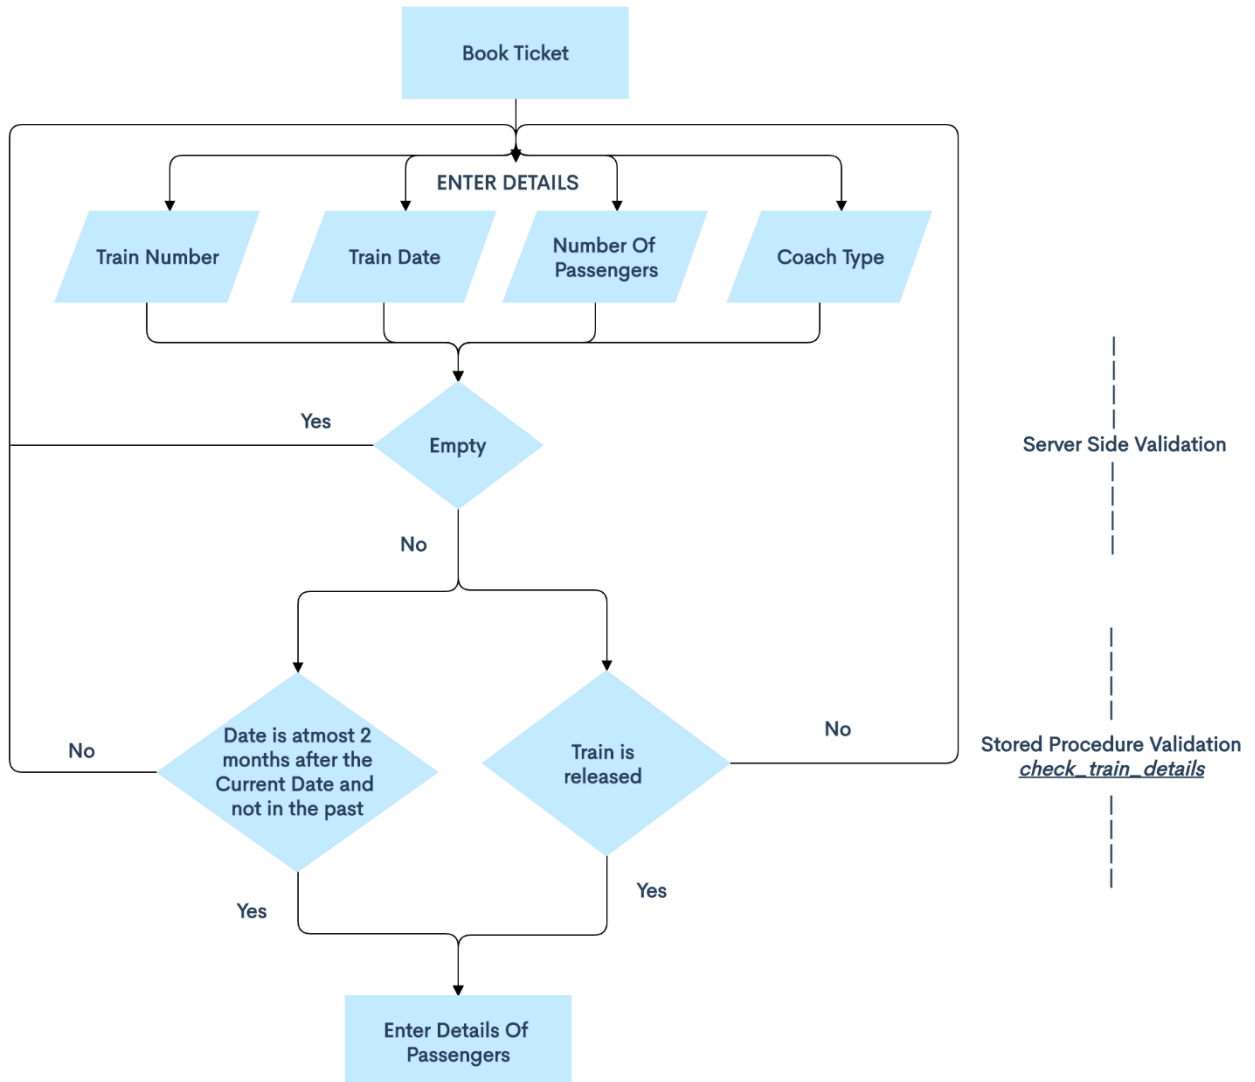 Book Ticket
ENTER DETAILS
Train Number
Train Date
Number Of
Passengers
Coach Type
Yes
Empty
Server Side Validation
No
Date is atmost 2
months after the
Current Date and
not in the past
No
Train is
released
No
Stored Procedure Validation
check_train_details
Yes
Yes
Enter Details Of
Passengers